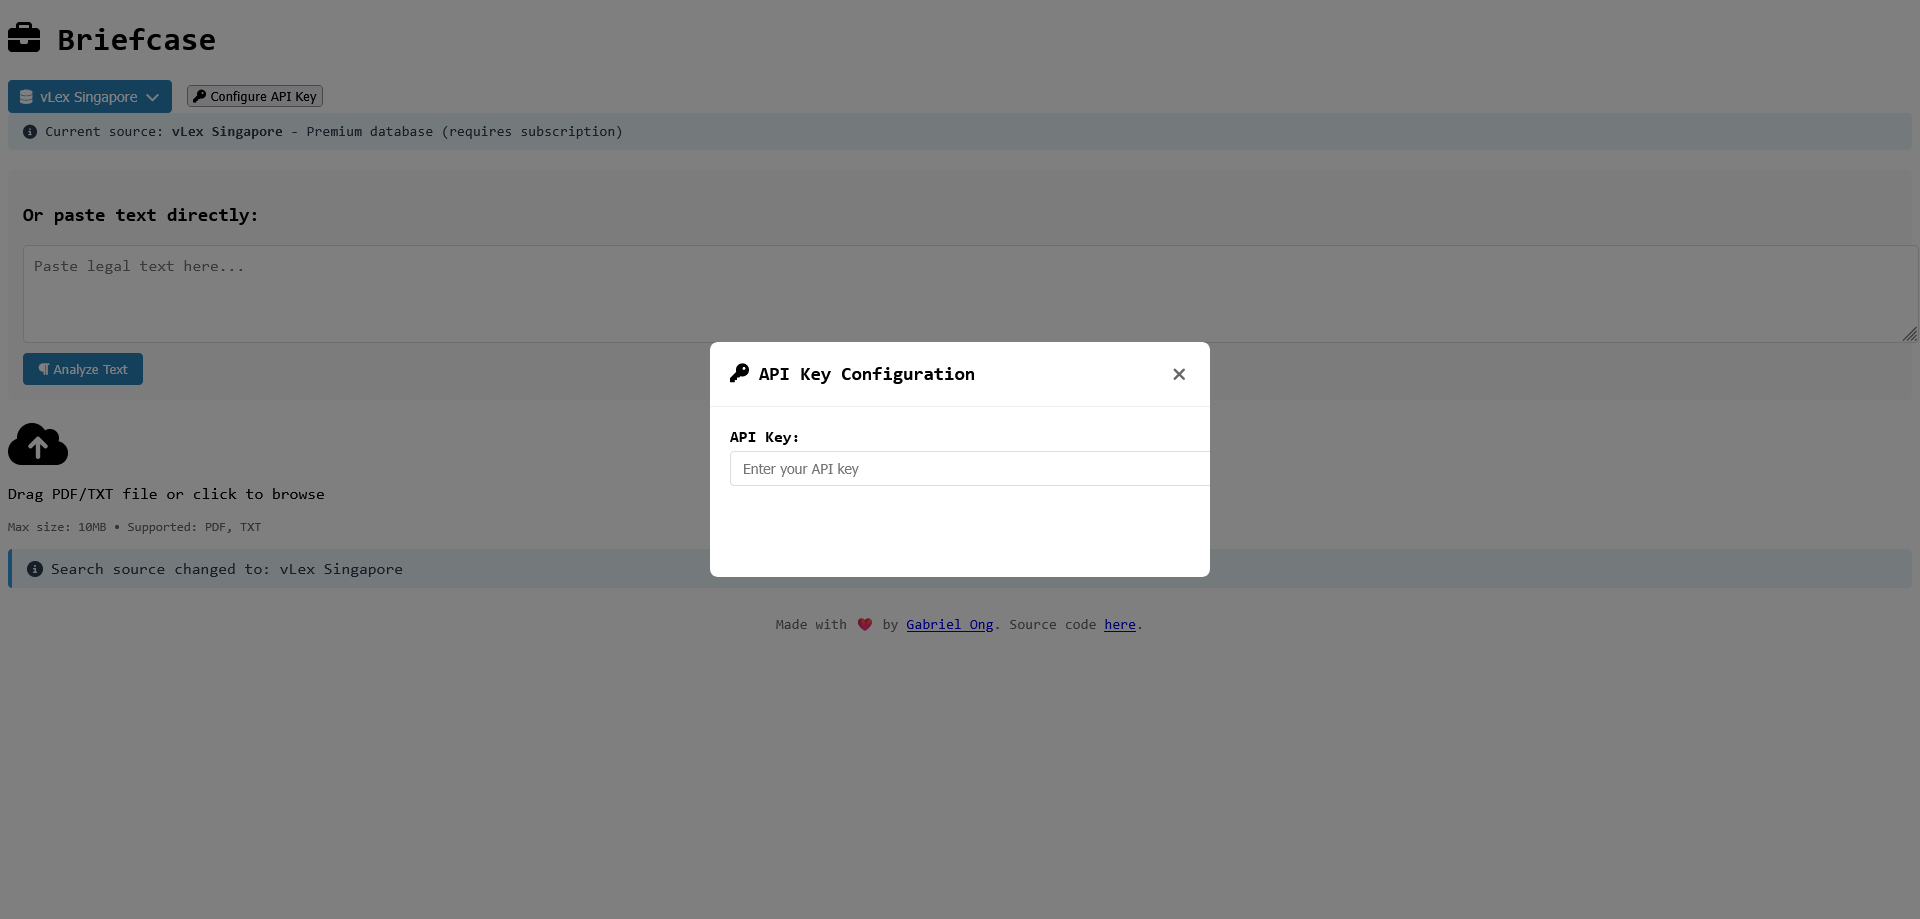 Briefcase
vLex Singapore
Configure API Key
Current source: vLex Singapore - Premium database (requires subscription)
Or paste text directly:
Paste legal text here...
Analyze Text
API Key Configuration
API Key:
Enter your API key
Drag PDF/TXT file or click to browse
Max size: 10MB • Supported: PDF, TXT
Search source changed to: vLex Singapore
Made with ❤️ by Gabriel Ong. Source code here.